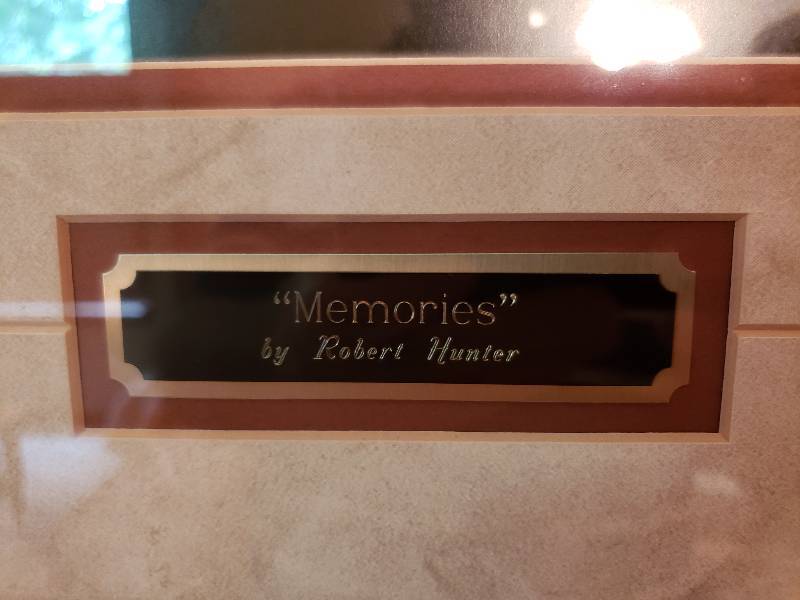 “Memories”
by Robert Hunter